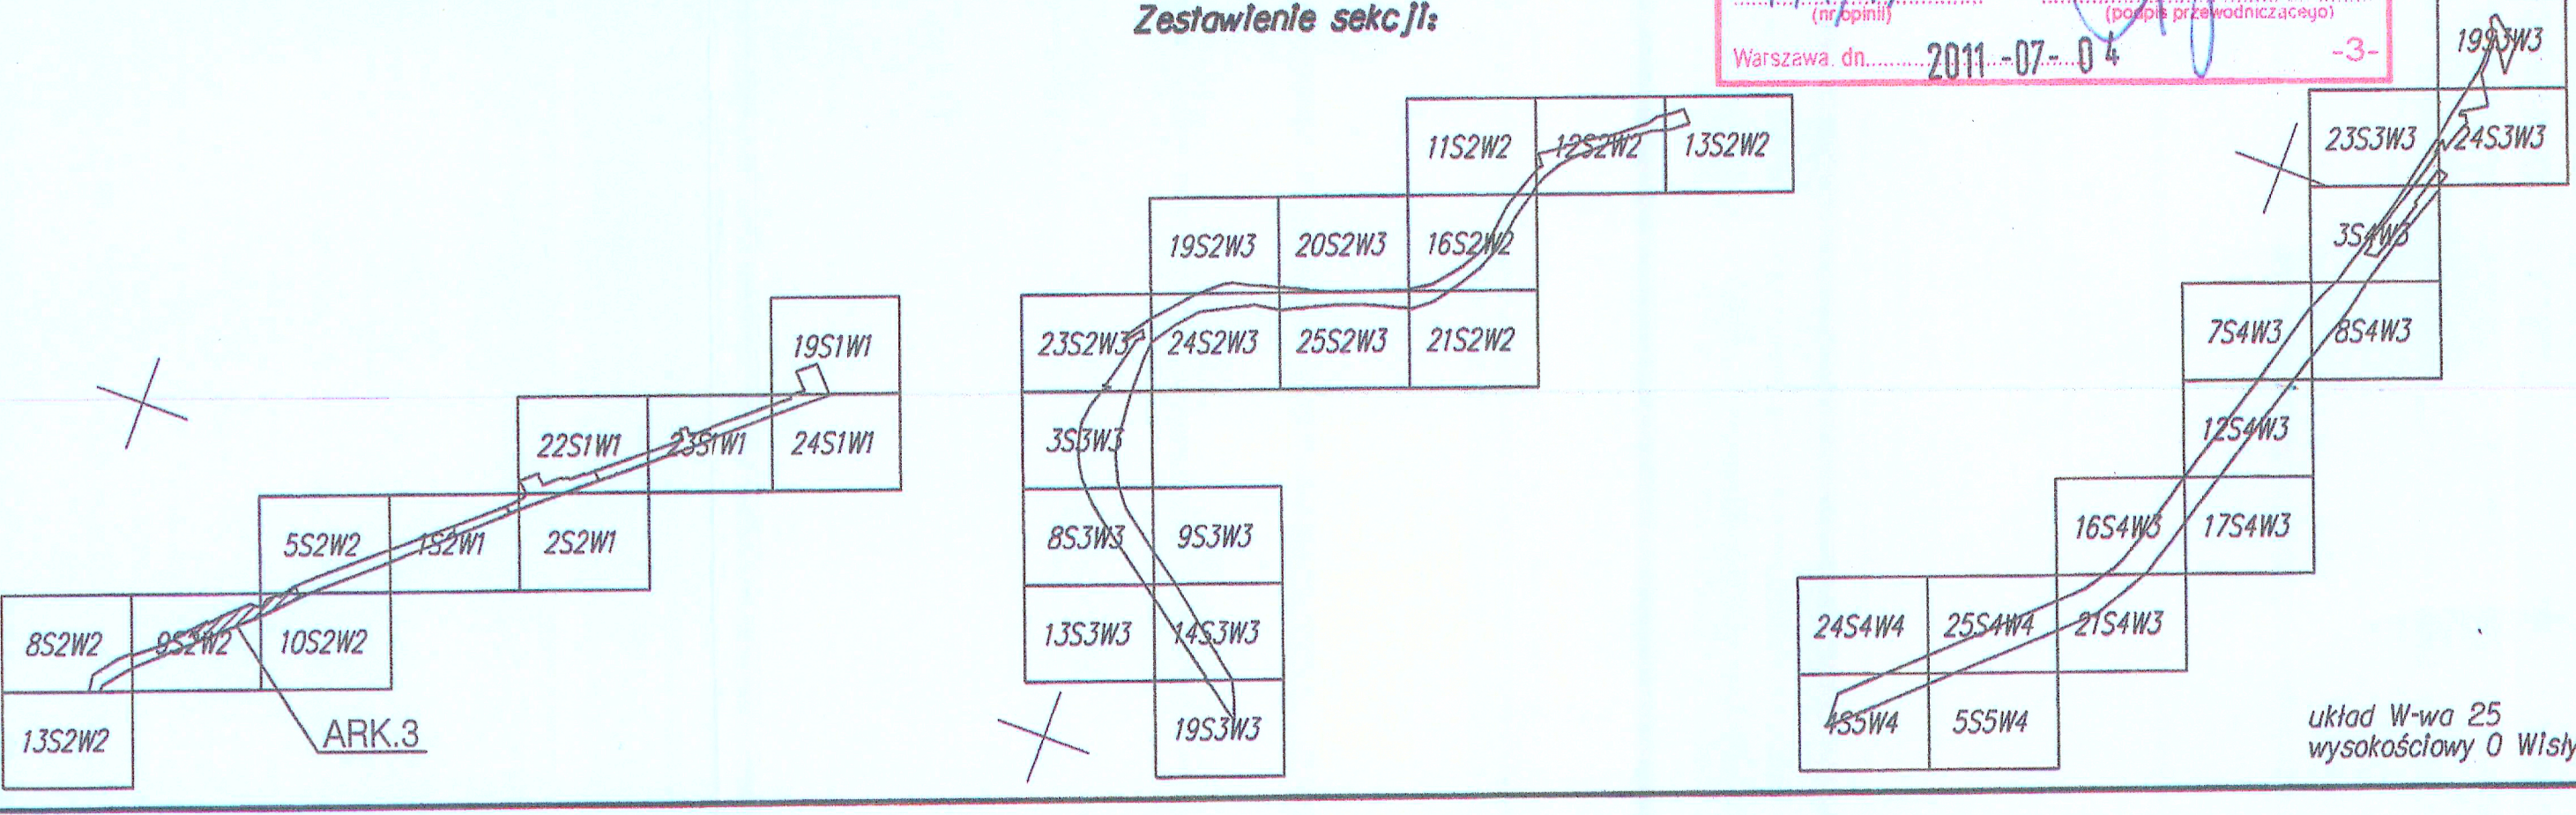 Zestawienie sekcji:
(nr opinii)
(podpis przewodniczącego)
Warszawa. dn. 2011-07-04
-3-
19S3W3
11S2W2
12S2W2
13S2W2
23S3W3
24S3W3
19S2W3
20S2W3
16S2W2
3S4W3
19S1W1
23S2W3
24S2W3
25S2W3
21S2W2
7S4W3
8S4W3
22S1W1
23S1W1
24S1W1
3S3W3
12S4W3
5S2W2
1S2W1
2S2W1
8S3W3
9S3W3
16S4W3
17S4W3
8S2W2
9S2W2
10S2W2
13S3W3
14S3W3
24S4W4
25S4W4
21S4W3
13S2W2
ARK.3
19S3W3
4S5W4
5S5W4
układ W-wa 25
wysokościowy 0 Wisły